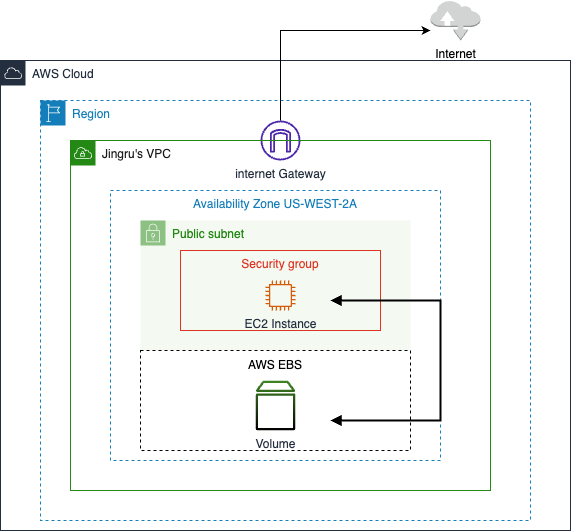 Internet
AWS Cloud
Region
Jingru's VPC
internet Gateway
Availability Zone US-WEST-2A
Public subnet
Security group
EC2 Instance
AWS EBS
Volume